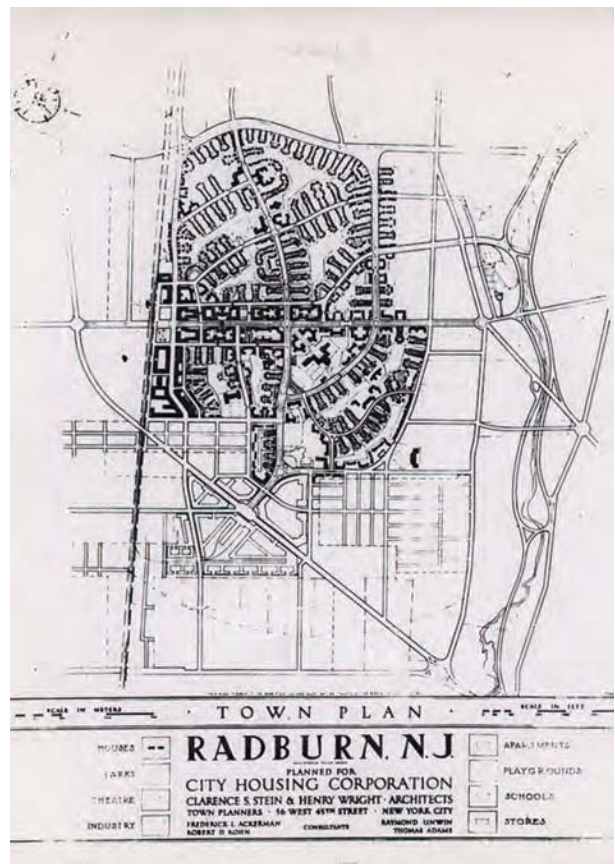 SCALE IN METERS
TOWN PLAN
SCALE IN FEET
HOUSES
PARKS
THEATRE
INDUSTRY
RADBURN, N.J.
PLANNED FOR
CITY HOUSING CORPORATION
CLARENCE S. STEIN & HENRY WRIGHT · ARCHITECTS
TOWN PLANNERS · 56 WEST 45TH STREET · NEW YORK CITY
FREDERICK L. ACKERMAN
ROBERT D. KOHN
CONSULTANTS
RAYMOND UNWIN
THOMAS ADAMS
APARTMENTS
PLAYGROUNDS
SCHOOLS
STORES